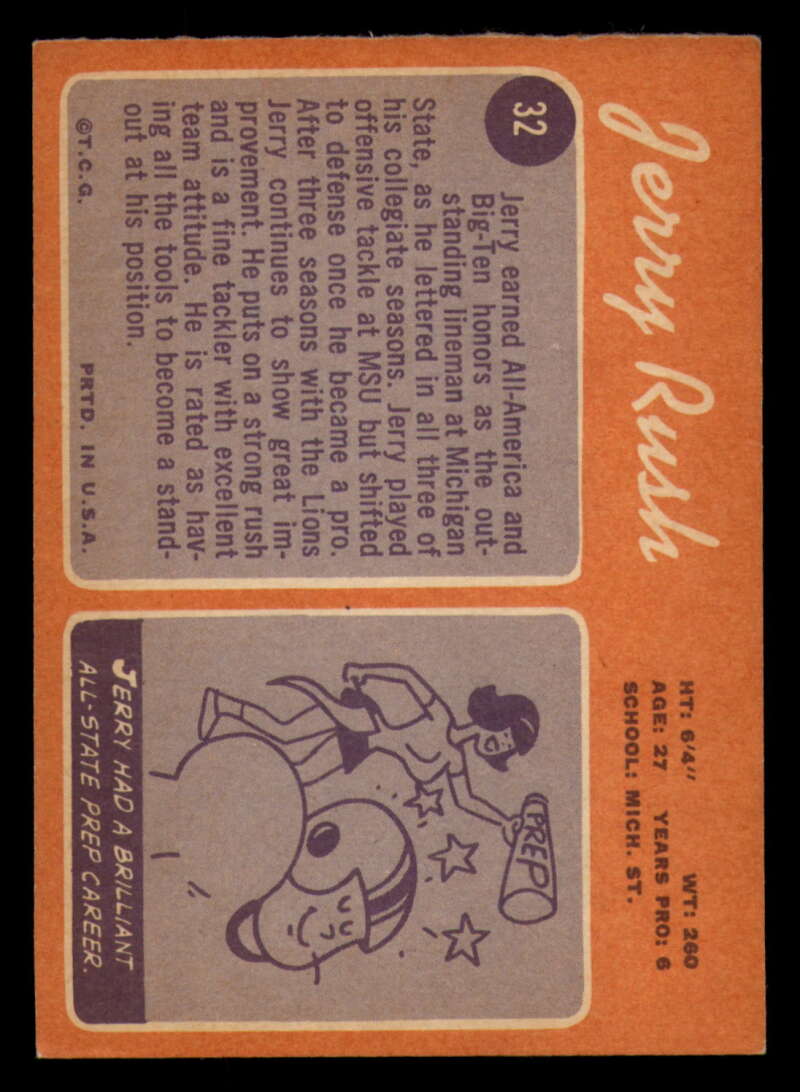 Jerry Rush
HT: 6'4" WT: 260
AGE: 27 YEARS PRO: 6
SCHOOL: MICH. ST.
32
Jerry earned All-America and
Big-Ten honors as the out-
standing lineman at Michigan
State, as he lettered in all three of
his collegiate seasons. Jerry played
offensive tackle at MSU but shifted
to defense once he became a pro.
After three seasons with the Lions
Jerry continues to show great im-
provement. He puts on a strong rush
and is a fine tackler with excellent
team attitude. He is rated as hav-
ing all the tools to become a stand-
out at his position.
©T.C.G. PRTD. IN U.S.A.
PREP
JERRY HAD A BRILLIANT
ALL-STATE PREP CAREER.